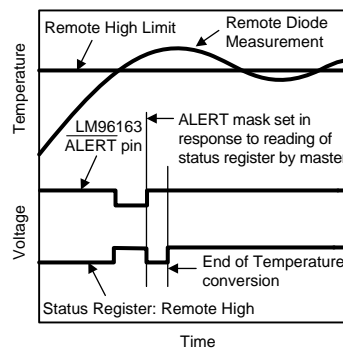 Remote High Limit
Remote Diode
Measurement
Temperature
LM96163
ALERT pin
ALERT mask set in
response to reading of
status register by master
Voltage
End of Temperature
conversion
Status Register: Remote High
Time